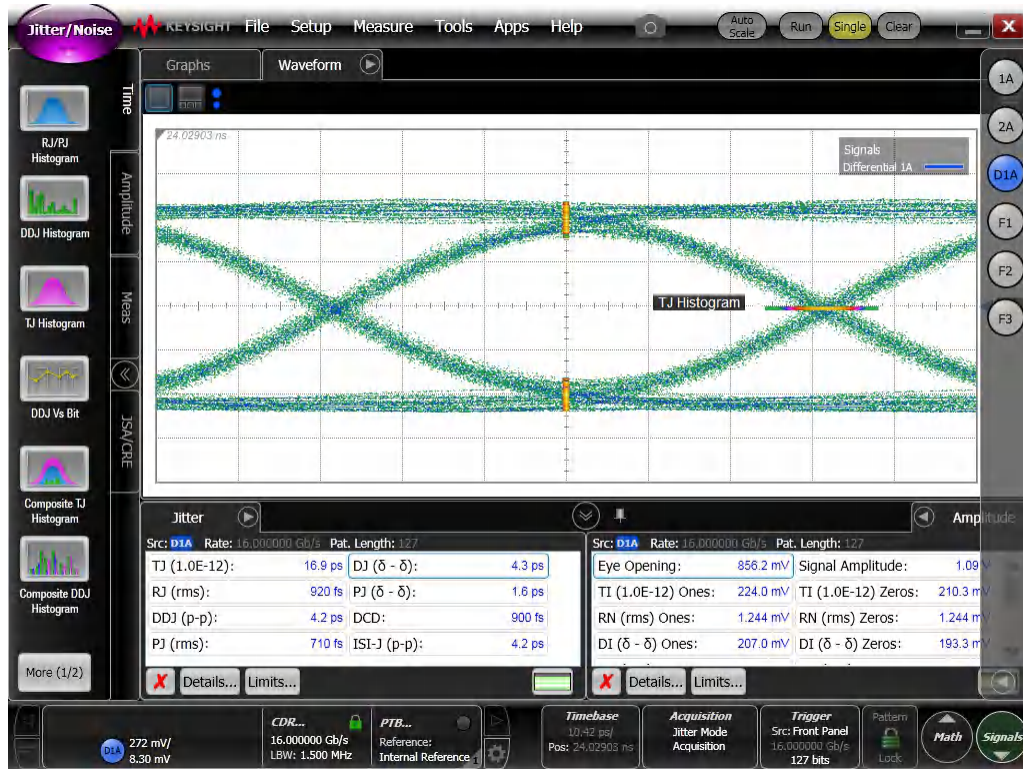 Jitter/Noise
KEYSIGHT File Setup Measure Tools Apps Help
Auto Scale Run Single Clear
X
Graphs Waveform
Time
Amplitude
Meas
JSA/CRE
RJ/PJ
Histogram
DDJ Histogram
TJ Histogram
DDJ Vs Bit
Composite TJ
Histogram
Composite DDJ
Histogram
More (1/2)
24.02903 ns
Signals
Differential 1A
TJ Histogram
1A
2A
D1A
F1
F2
F3
Jitter
Src: D1A Rate: 16.000000 Gb/s Pat. Length: 127
TJ (1.0E-12): 16.9 ps DJ (δ - δ): 4.3 ps
RJ (rms): 920 fs PJ (δ - δ): 1.6 ps
DDJ (p-p): 4.2 ps DCD: 900 fs
PJ (rms): 710 fs ISI-J (p-p): 4.2 ps
Details... Limits...
Amplitude
Src: D1A Rate: 16.000000 Gb/s Pat. Length: 127
Eye Opening: 856.2 mV Signal Amplitude: 1.09 V
TI (1.0E-12) Ones: 224.0 mV TI (1.0E-12) Zeros: 210.3 mV
RN (rms) Ones: 1.244 mV RN (rms) Zeros: 1.244 mV
DI (δ - δ) Ones: 207.0 mV DI (δ - δ) Zeros: 193.3 mV
Details... Limits...
D1A 272 mV/
8.30 mV
CDR...
16.000000 Gb/s
LBW: 1.500 MHz
PTB...
Reference:
Internal Reference
Timebase
10.42 ps/
Pos: 24.02903 ns
Acquisition
Jitter Mode
Acquisition
Trigger
Src: Front Panel
16.000000 Gb/s
127 bits
Pattern
Lock
Math
Signals